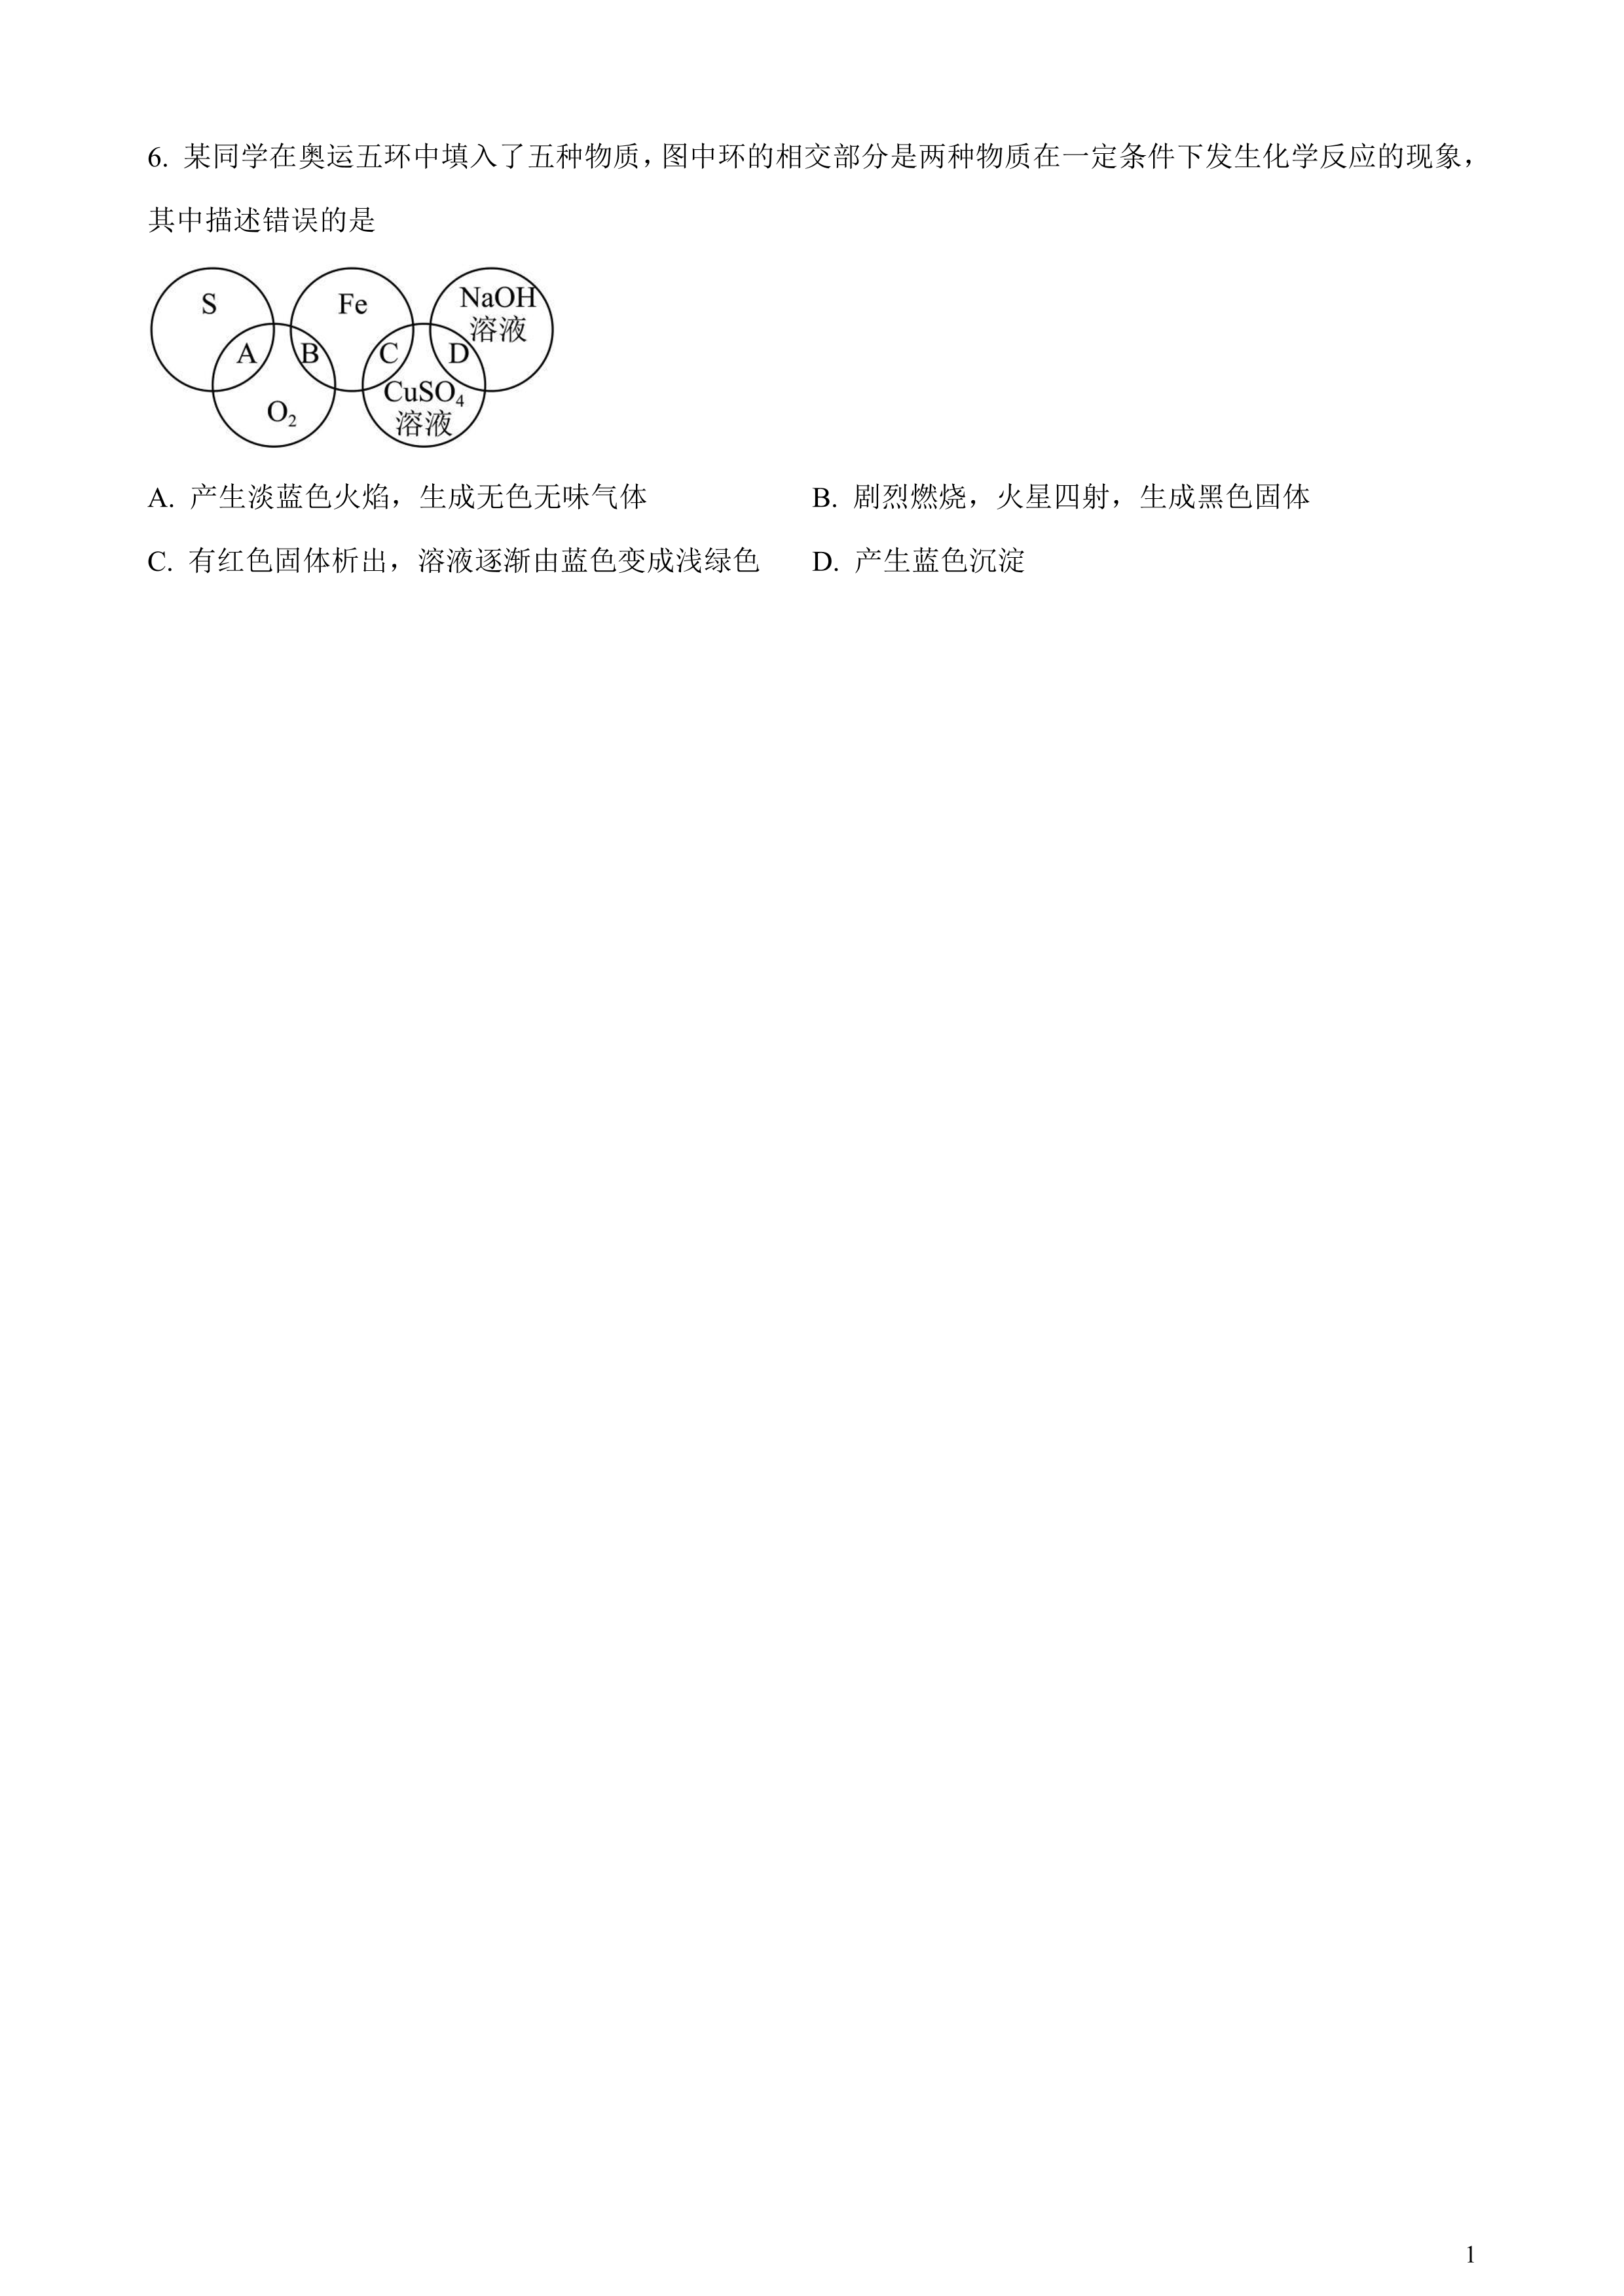 6. 某同学在奥运五环中填入了五种物质，图中环的相交部分是两种物质在一定条件下发生化学反应的现象，
其中描述错误的是
S
Fe
NaOH
溶液
A
B
C
D
O₂
CuSO₄
溶液
A. 产生淡蓝色火焰，生成无色无味气体 B. 剧烈燃烧，火星四射，生成黑色固体
C. 有红色固体析出，溶液逐渐由蓝色变成浅绿色 D. 产生蓝色沉淀
1